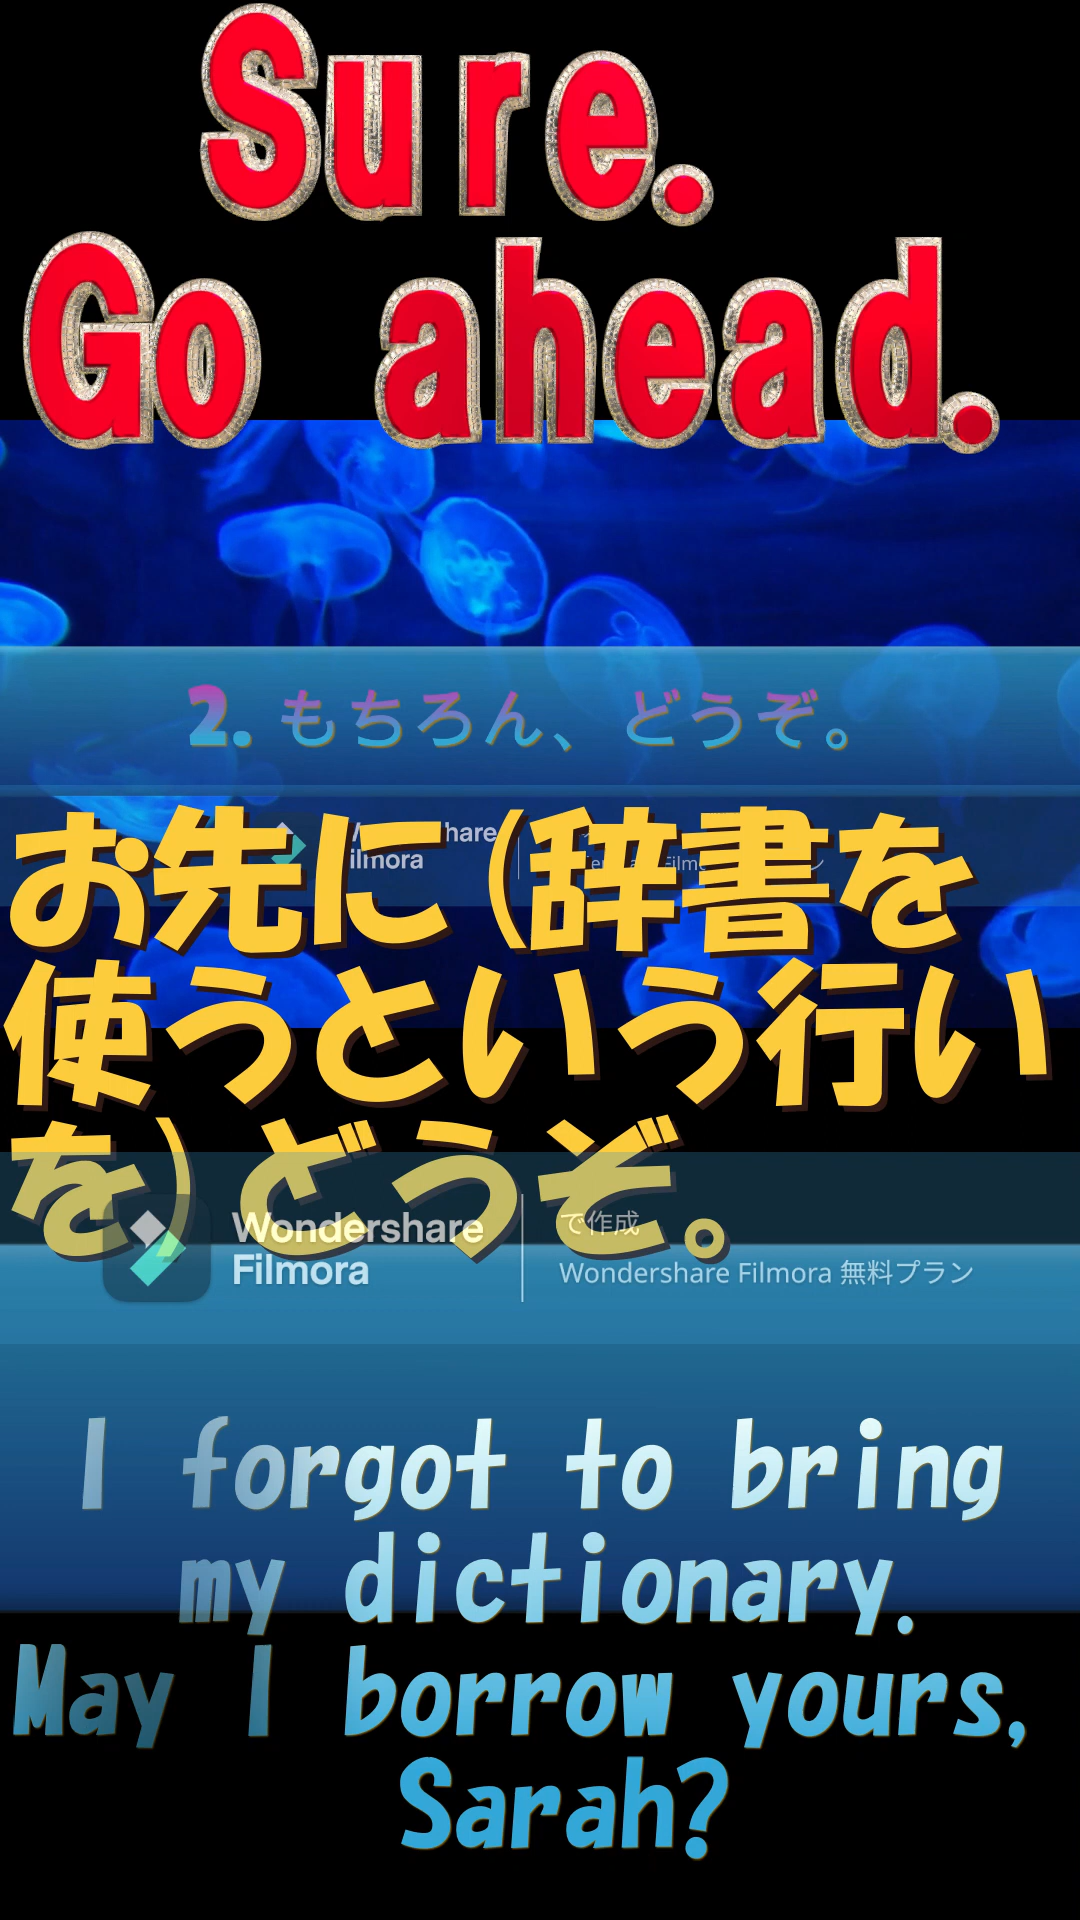 Sure.
Go ahead.
2. もちろん、どうぞ。
お先に(辞書を
使うという行い
を)どうぞ。
Wondershare
Filmora
で作成
Wondershare Filmora 無料プラン
I forgot to bring
my dictionary.
May I borrow yours,
Sarah?